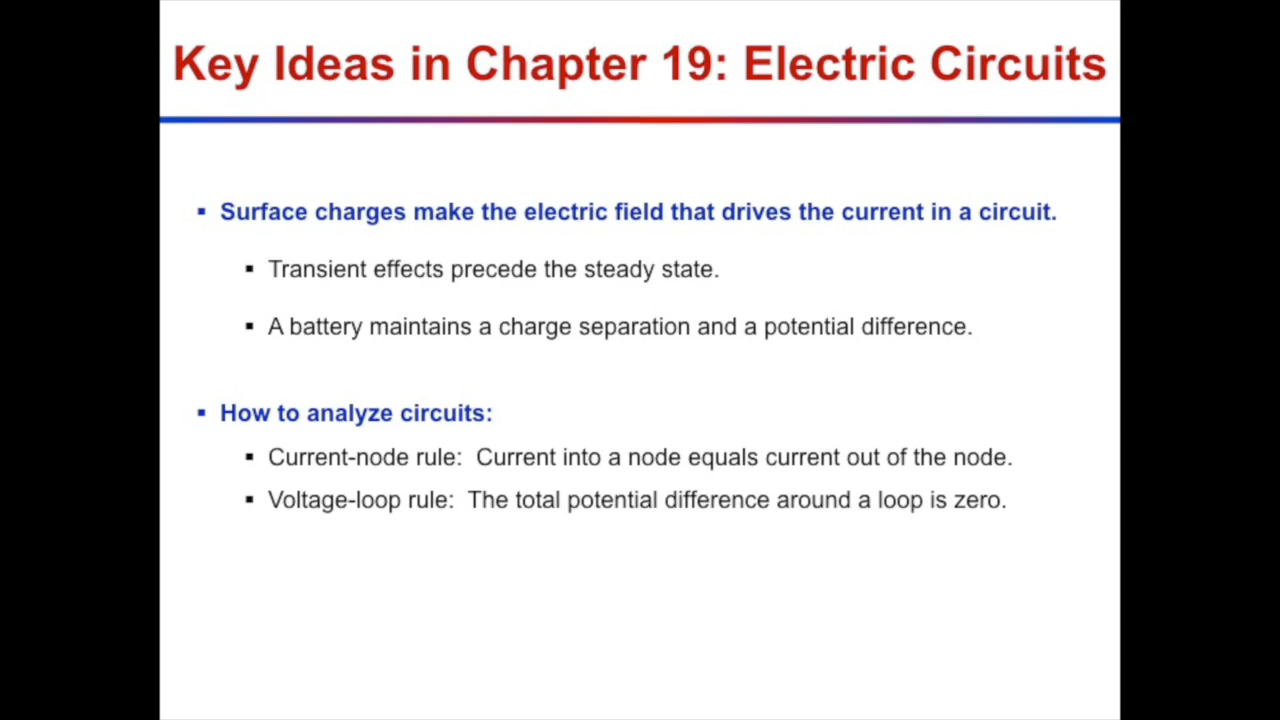 Key Ideas in Chapter 19: Electric Circuits
▪ Surface charges make the electric field that drives the current in a circuit.
▪ Transient effects precede the steady state.
▪ A battery maintains a charge separation and a potential difference.
▪ How to analyze circuits:
▪ Current-node rule:  Current into a node equals current out of the node.
▪ Voltage-loop rule:  The total potential difference around a loop is zero.